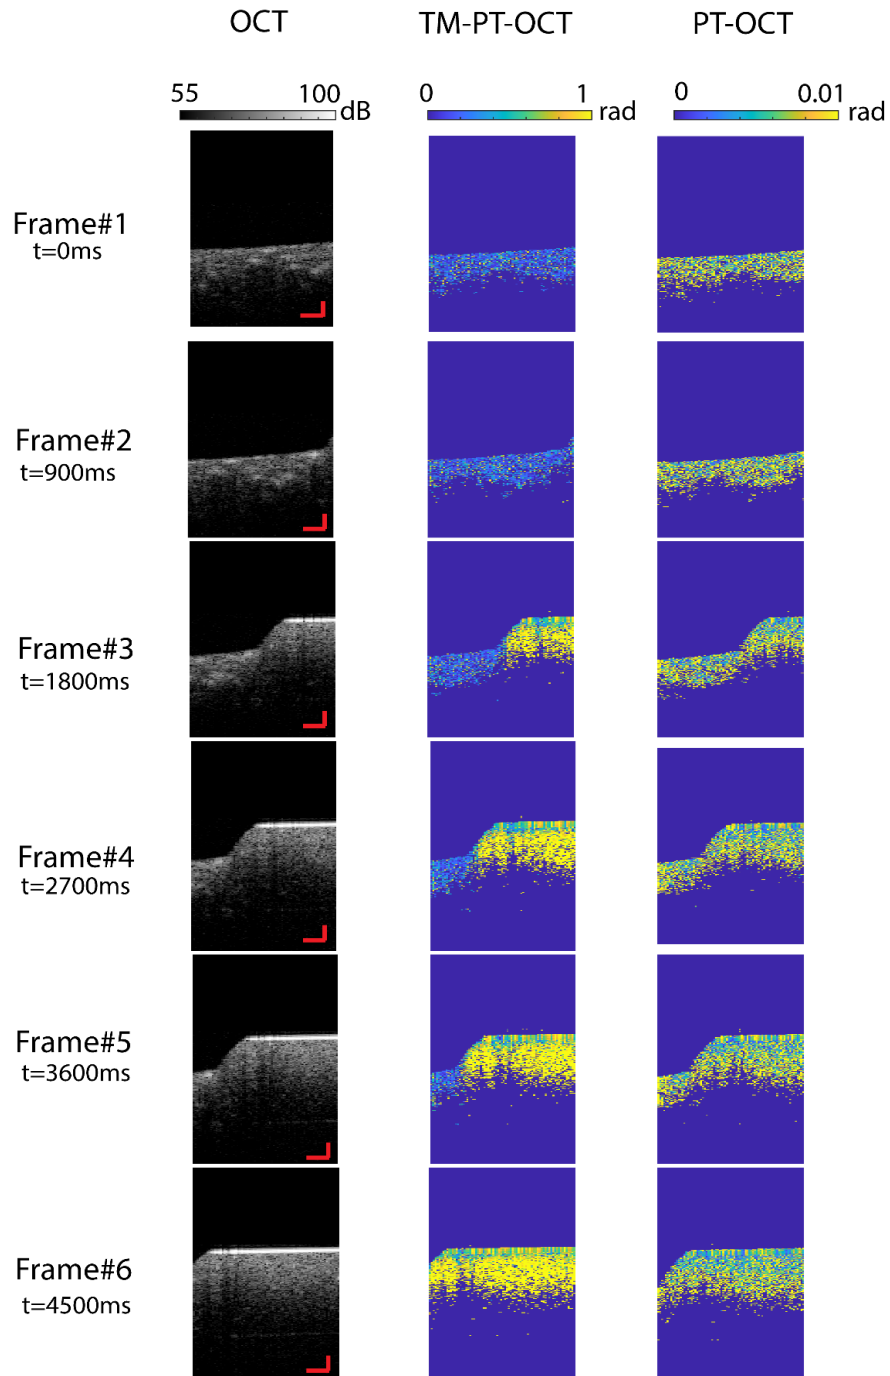 OCT TM-PT-OCT PT-OCT
55 100 dB 0 1 rad 0 0.01 rad
Frame#1
t=0ms
Frame#2
t=900ms
Frame#3
t=1800ms
Frame#4
t=2700ms
Frame#5
t=3600ms
Frame#6
t=4500ms